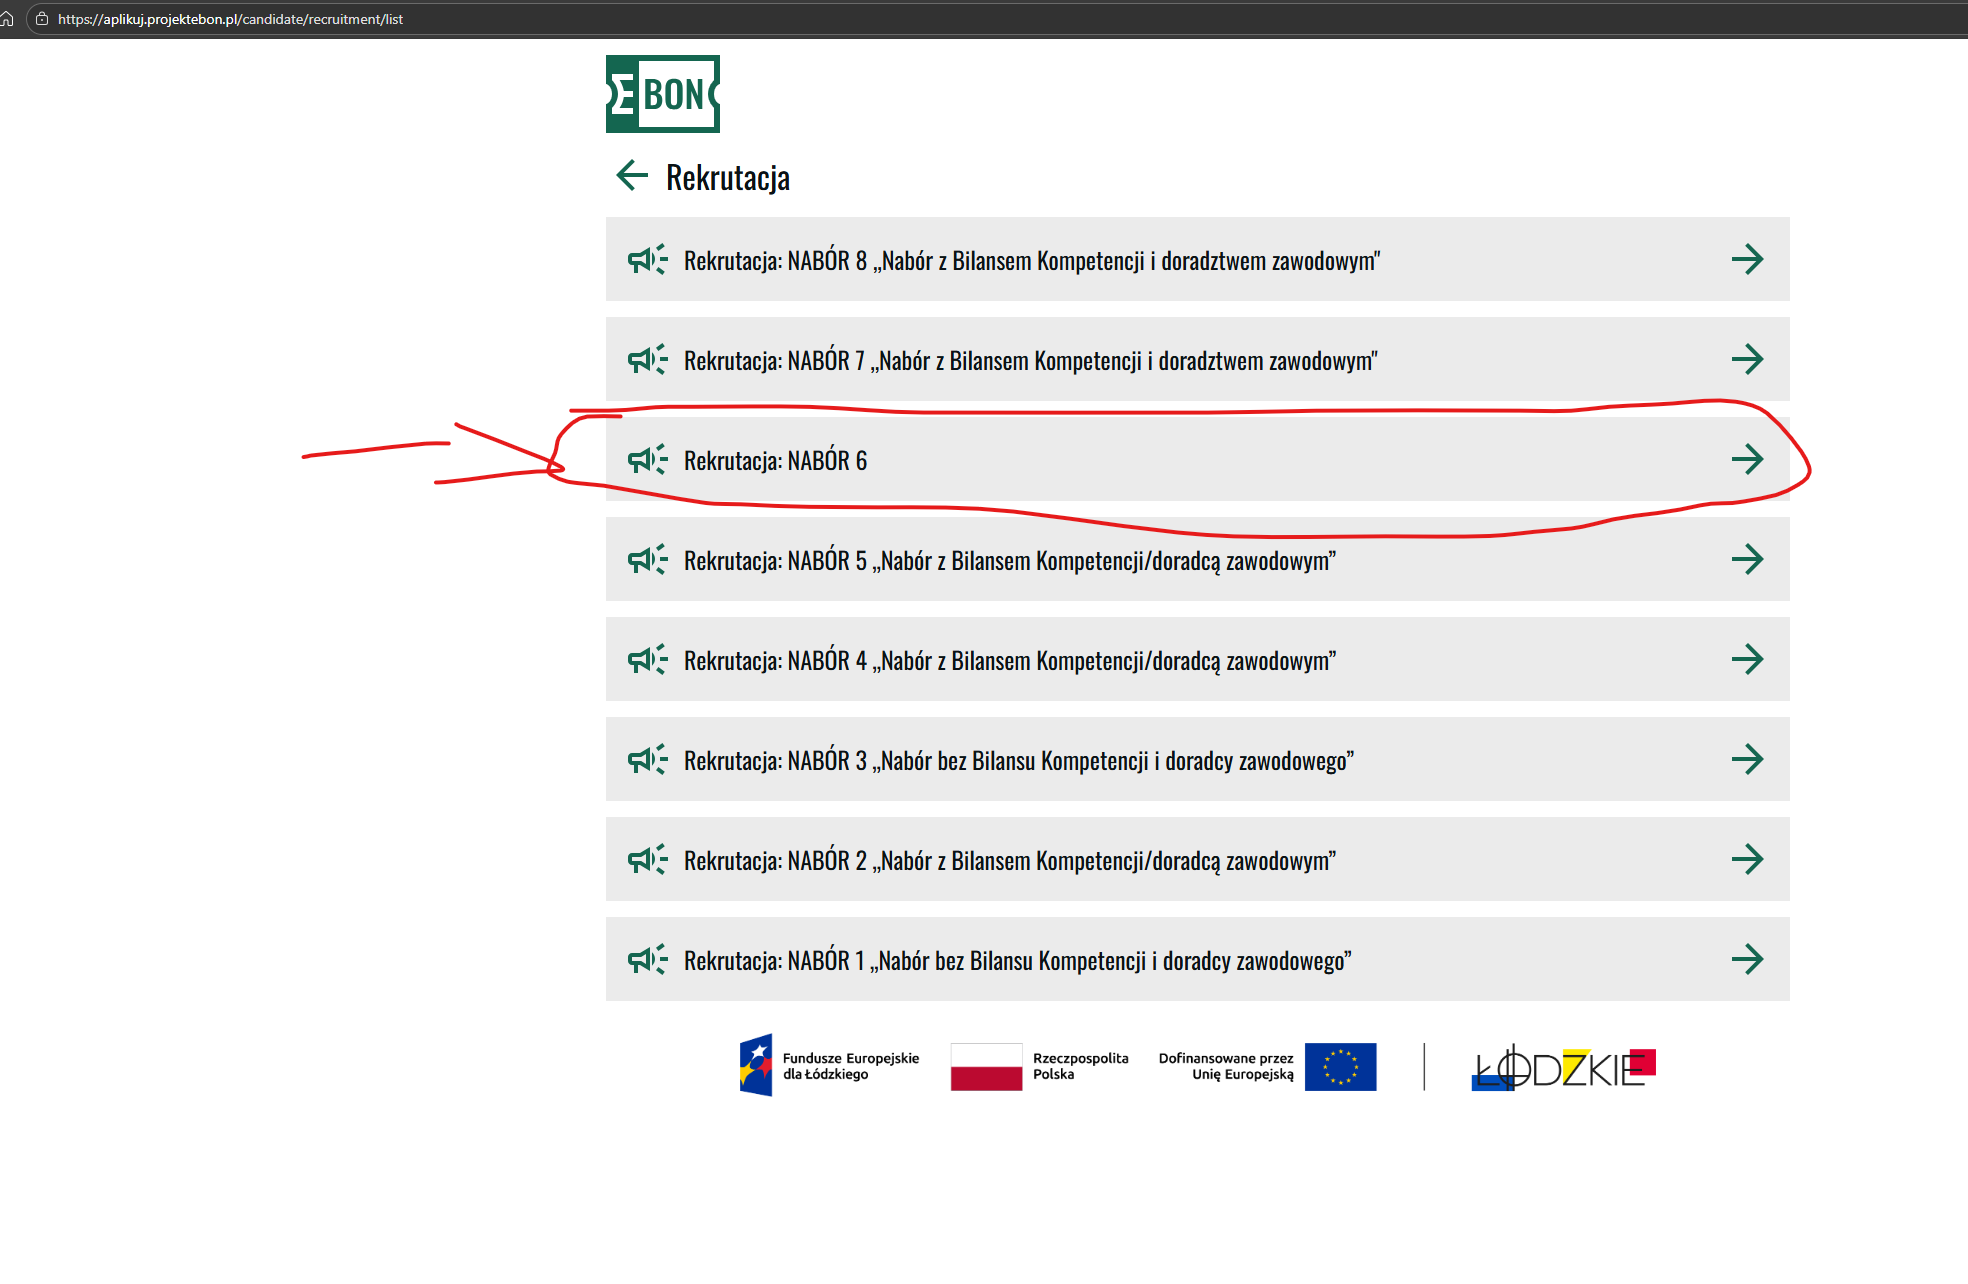 https://aplikuj.projektebon.pl/candidate/recruitment/list
EBON
Rekrutacja
Rekrutacja: NABÓR 8 „Nabór z Bilansem Kompetencji i doradztwem zawodowym"
Rekrutacja: NABÓR 7 „Nabór z Bilansem Kompetencji i doradztwem zawodowym"
Rekrutacja: NABÓR 6
Rekrutacja: NABÓR 5 „Nabór z Bilansem Kompetencji/doradcą zawodowym”
Rekrutacja: NABÓR 4 „Nabór z Bilansem Kompetencji/doradcą zawodowym”
Rekrutacja: NABÓR 3 „Nabór bez Bilansu Kompetencji i doradcy zawodowego”
Rekrutacja: NABÓR 2 „Nabór z Bilansem Kompetencji/doradcą zawodowym”
Rekrutacja: NABÓR 1 „Nabór bez Bilansu Kompetencji i doradcy zawodowego”
Fundusze Europejskie
dla Łódzkiego
Rzeczpospolita
Polska
Dofinansowane przez
Unię Europejską
ŁÓDZKIE